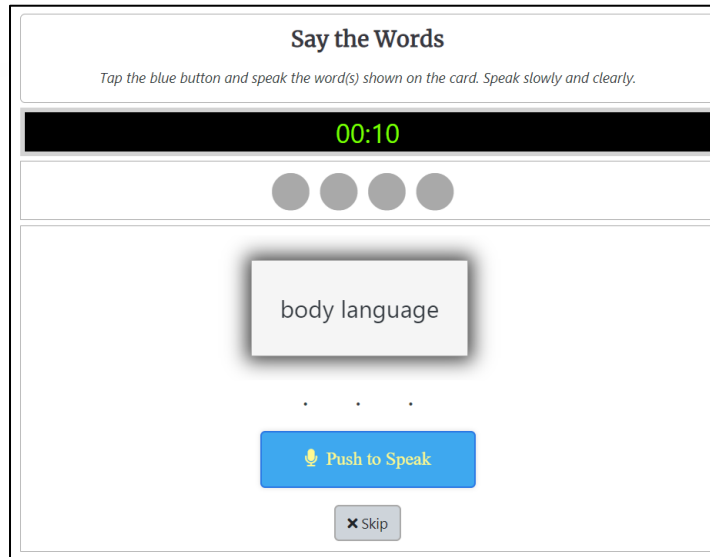 Say the Words
Tap the blue button and speak the word(s) shown on the card. Speak slowly and clearly.
00:10
body language
. . .
Push to Speak
✕ Skip